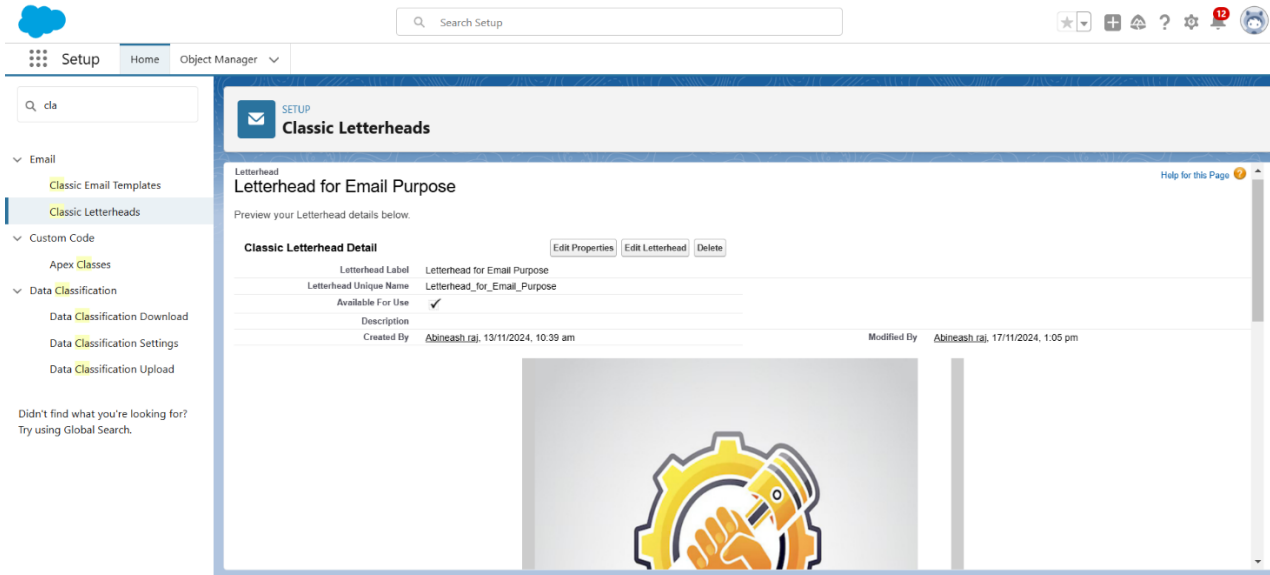 Search Setup
12
Setup
Home
Object Manager
cla
Email
Classic Email Templates
Classic Letterheads
Custom Code
Apex Classes
Data Classification
Data Classification Download
Data Classification Settings
Data Classification Upload
Didn't find what you're looking for?
Try using Global Search.
SETUP
Classic Letterheads
Letterhead
Letterhead for Email Purpose
Help for this Page
Preview your Letterhead details below.
Classic Letterhead Detail
Edit Properties
Edit Letterhead
Delete
Letterhead Label Letterhead for Email Purpose
Letterhead Unique Name Letterhead_for_Email_Purpose
Available For Use
Description
Created By Abineash raj, 13/11/2024, 10:39 am
Modified By Abineash raj, 17/11/2024, 1:05 pm